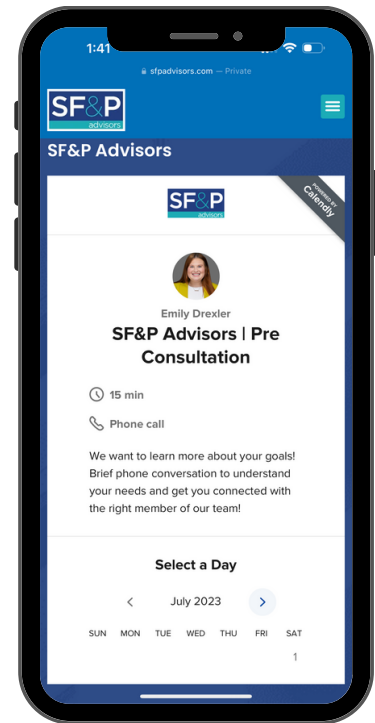 1:41
sfpadvisors.com — Private
SF&P
advisors
SF&P Advisors
SF&P
advisors
POWERED BY
Calendly
Emily Drexler
SF&P Advisors | Pre
Consultation
15 min
Phone call
We want to learn more about your goals!
Brief phone conversation to understand
your needs and get you connected with
the right member of our team!
Select a Day
July 2023
SUN MON TUE WED THU FRI SAT
1